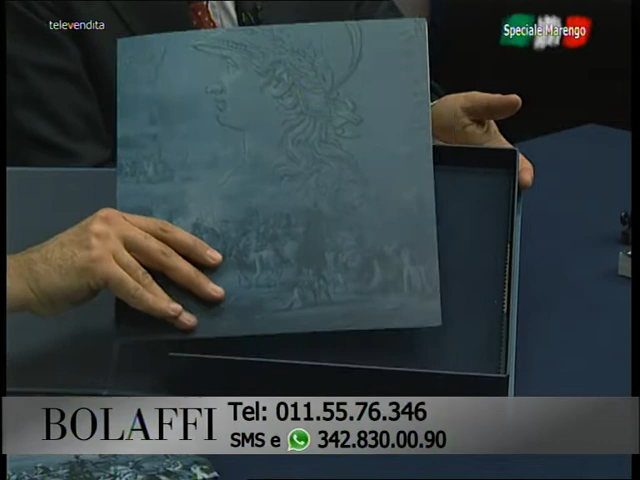 televendita
Speciale Marengo
BOLAFFI
Tel: 011.55.76.346
SMS e 342.830.00.90